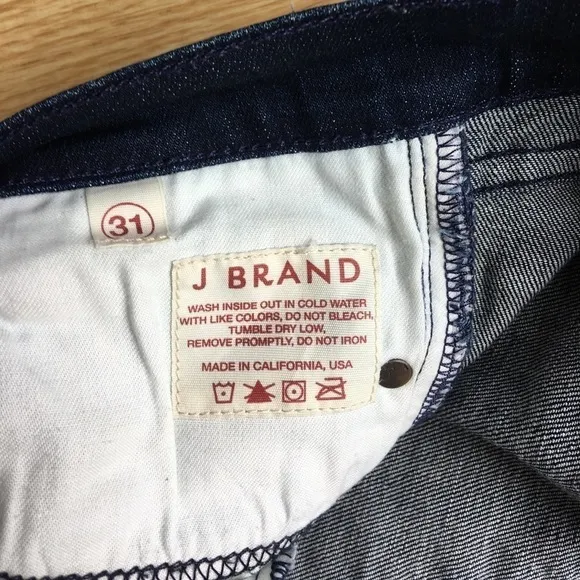 31
J BRAND
WASH INSIDE OUT IN COLD WATER
WITH LIKE COLORS, DO NOT BLEACH,
TUMBLE DRY LOW,
REMOVE PROMPTLY, DO NOT IRON
MADE IN CALIFORNIA, USA